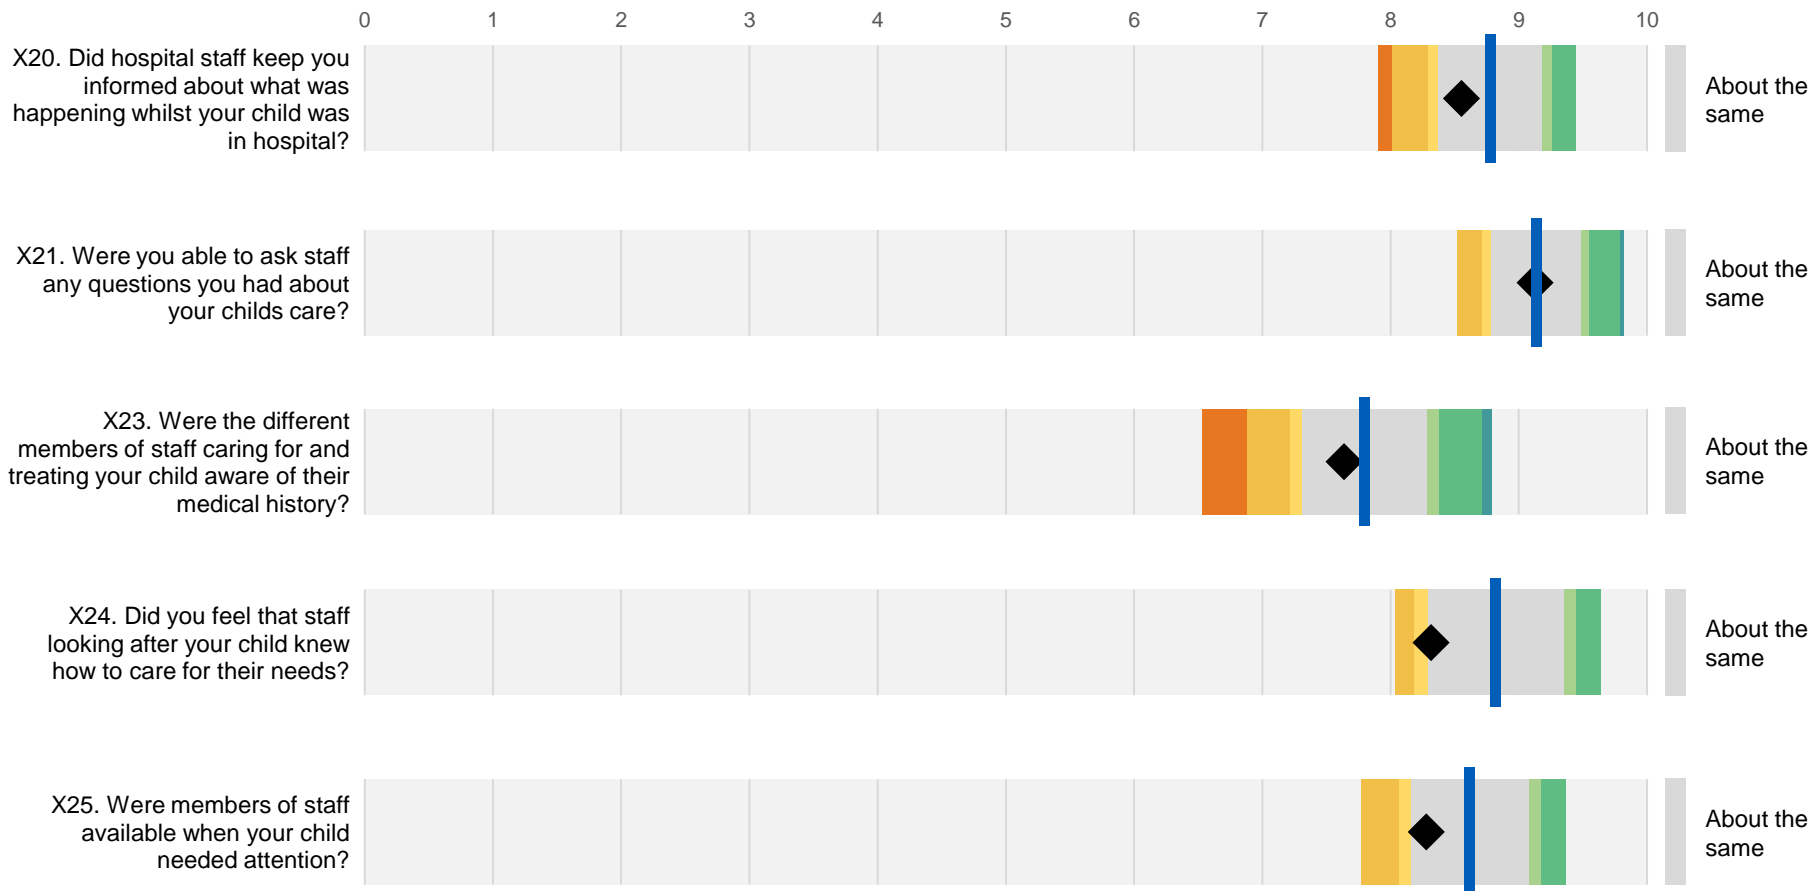 0 1 2 3 4 5 6 7 8 9 10
X20. Did hospital staff keep you
informed about what was
happening whilst your child was
in hospital?
About the
same
X21. Were you able to ask staff
any questions you had about
your childs care?
About the
same
X23. Were the different
members of staff caring for and
treating your child aware of their
medical history?
About the
same
X24. Did you feel that staff
looking after your child knew
how to care for their needs?
About the
same
X25. Were members of staff
available when your child
needed attention?
About the
same